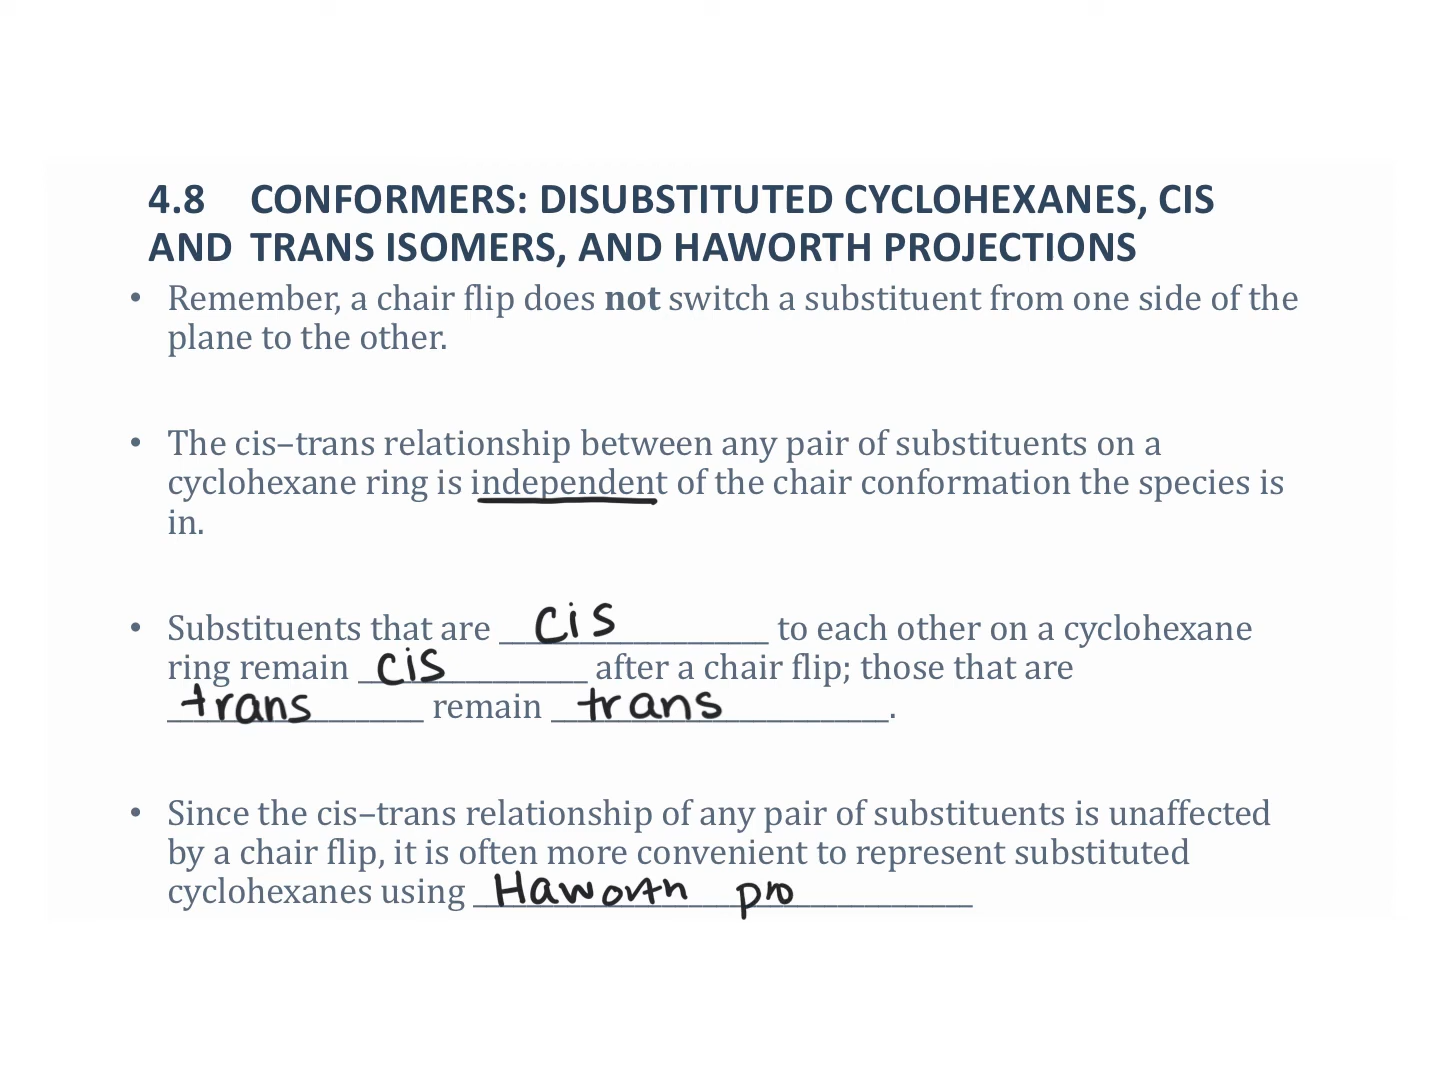 4.8 CONFORMERS: DISUBSTITUTED CYCLOHEXANES, CIS
AND TRANS ISOMERS, AND HAWORTH PROJECTIONS
• Remember, a chair flip does not switch a substituent from one side of the
plane to the other.
• The cis–trans relationship between any pair of substituents on a
cyclohexane ring is independent of the chair conformation the species is
in.
• Substituents that are cis to each other on a cyclohexane
ring remain cis after a chair flip; those that are
trans remain trans.
• Since the cis–trans relationship of any pair of substituents is unaffected
by a chair flip, it is often more convenient to represent substituted
cyclohexanes using Haworth pro